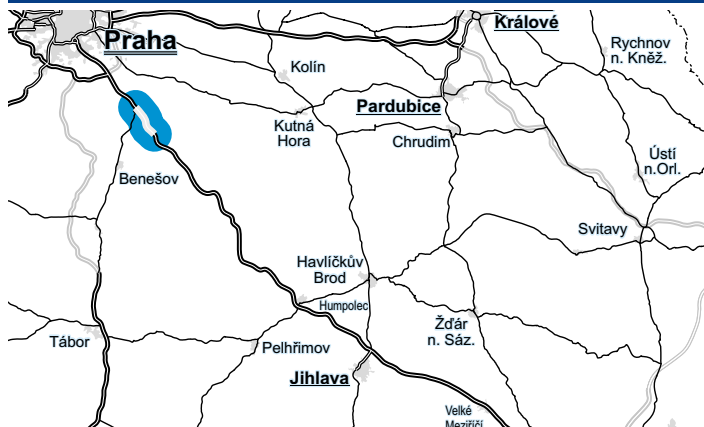 Králové
Praha
Rychnov
n. Kněž.
Kolín
Pardubice
Kutná
Hora
Chrudim
Ústí
n.Orl.
Benešov
Svitavy
Havlíčkův
Brod
Humpolec
Žďár
n. Sáz.
Tábor
Pelhřimov
Jihlava
Velké
Meziříčí